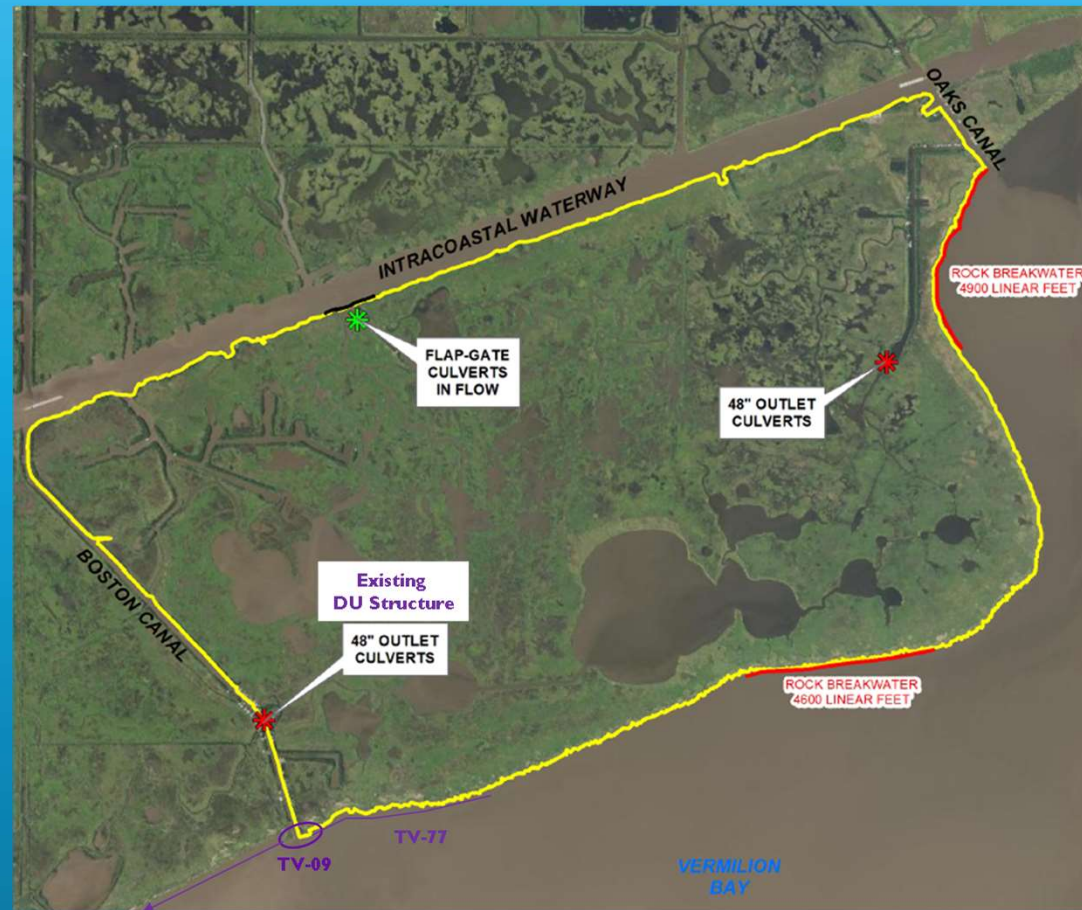 OAKS CANAL
INTRACOASTAL WATERWAY
ROCK BREAKWATER
4900 LINEAR FEET
FLAP-GATE
CULVERTS
IN FLOW
48" OUTLET
CULVERTS
BOSTON CANAL
Existing
DU Structure
48" OUTLET
CULVERTS
ROCK BREAKWATER
4600 LINEAR FEET
TV-77
TV-09
VERMILION
BAY